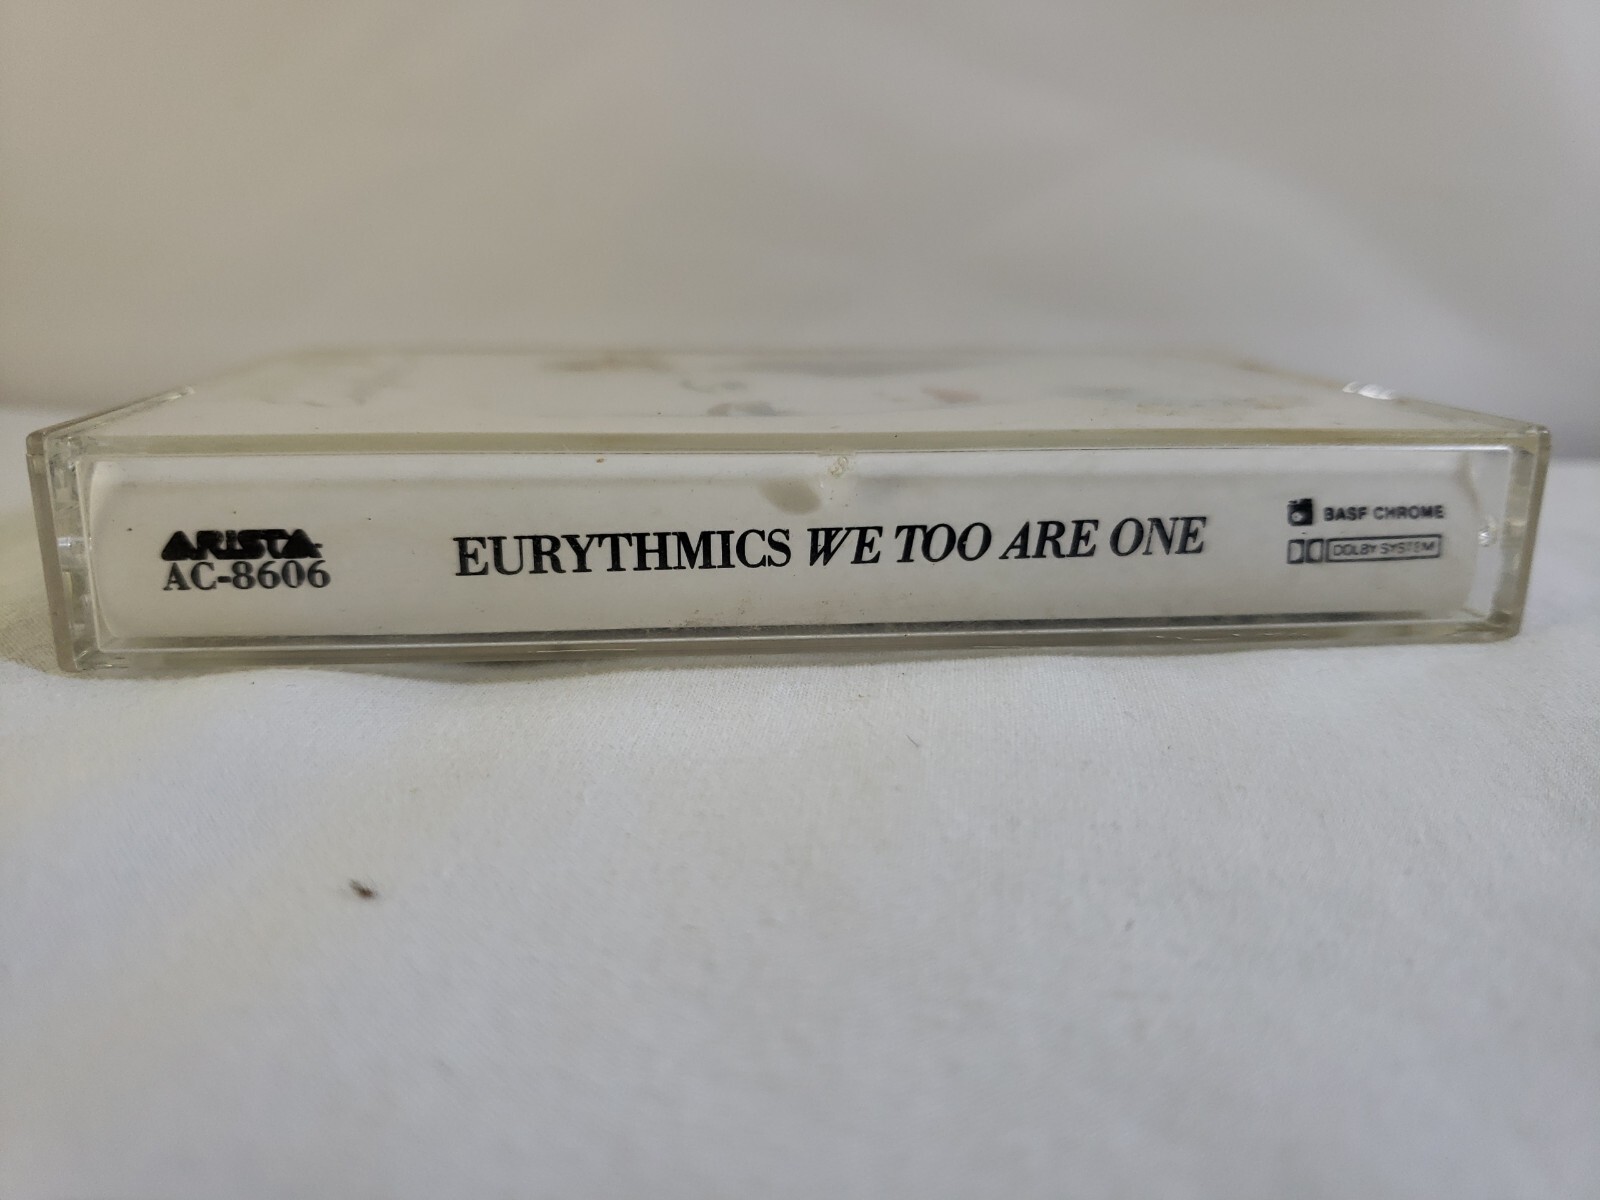 ARISTA
AC-8606
EURYTHMICS WE TOO ARE ONE
BASF CHROME
DOLBY SYSTEM